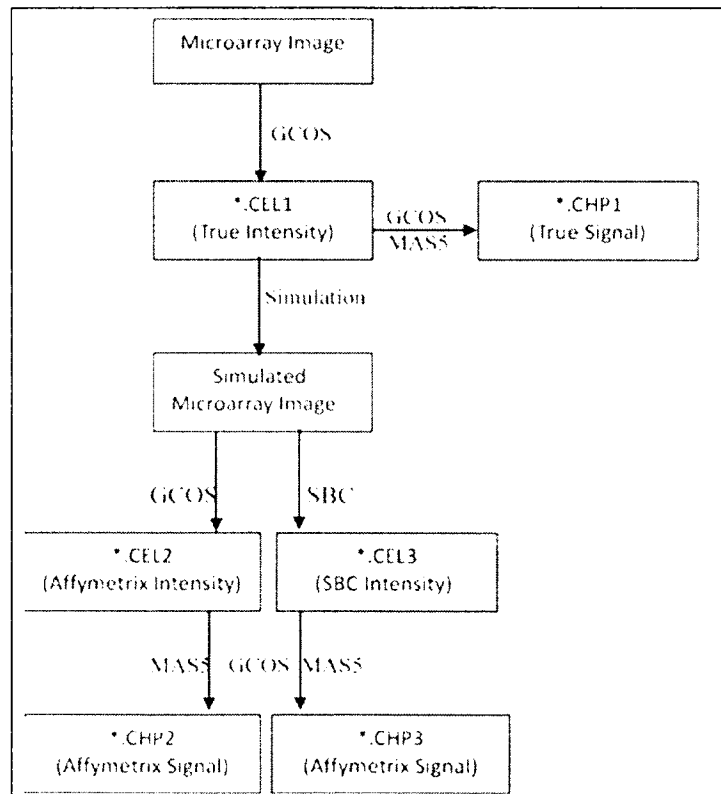 Microarray Image
GCOS
*.CEL1
(True Intensity)
GCOS
MAS5
*.CHP1
(True Signal)
Simulation
Simulated
Microarray Image
GCOS
SBC
*.CEL2
(Affymetrix Intensity)
*.CEL3
(SBC Intensity)
MAS5 GCOS MAS5
*.CHP2
(Affymetrix Signal)
*.CHP3
(Affymetrix Signal)